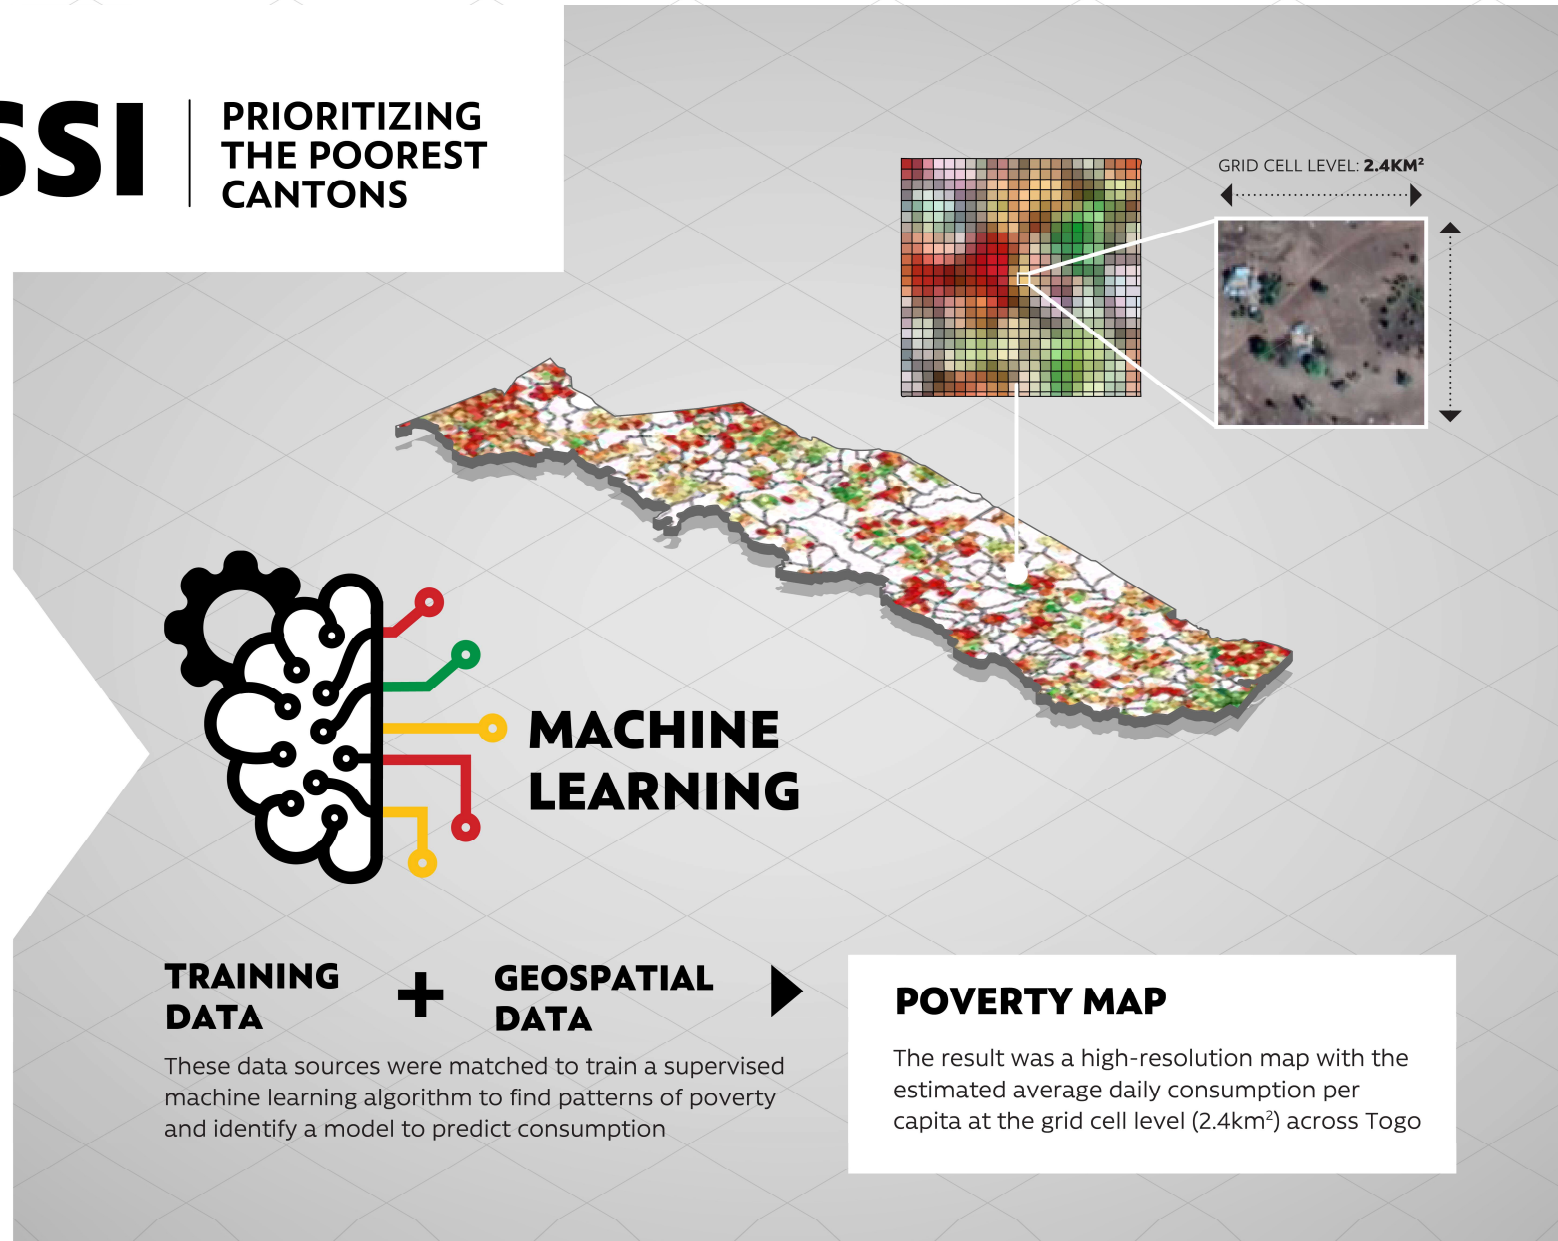 SSI
PRIORITIZING
THE POOREST
CANTONS
GRID CELL LEVEL: 2.4KM²
MACHINE
LEARNING
TRAINING
DATA
+
GEOSPATIAL
DATA
These data sources were matched to train a supervised
machine learning algorithm to find patterns of poverty
and identify a model to predict consumption
POVERTY MAP
The result was a high-resolution map with the
estimated average daily consumption per
capita at the grid cell level (2.4km²) across Togo